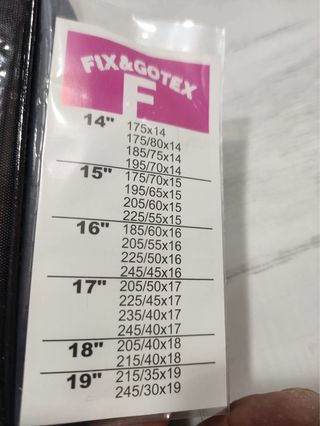 FIX&GOTEX
F
14" 175x14
175/80x14
185/75x14
195/70x14
15" 175/70x15
195/65x15
205/60x15
225/55x15
16" 185/60x16
205/55x16
225/50x16
245/45x16
17" 205/50x17
225/45x17
235/40x17
245/40x17
18" 205/40x18
215/40x18
19" 215/35x19
245/30x19